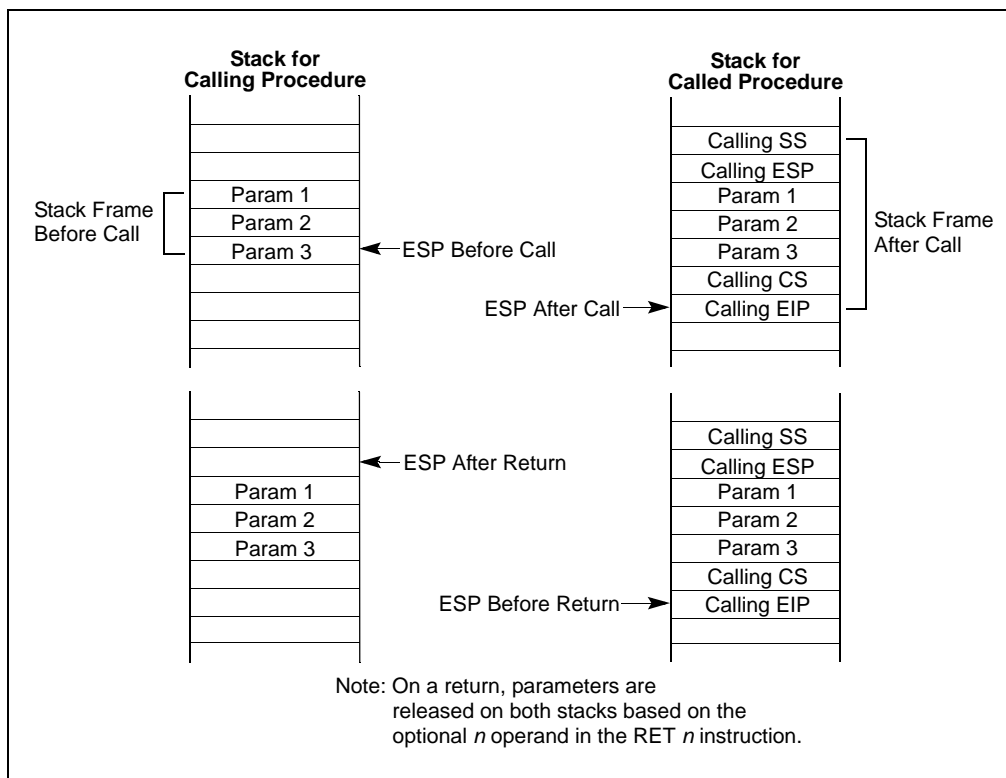 Stack for
Calling Procedure
Stack for
Called Procedure
Stack Frame
Before Call
Param 1
Param 2
Param 3
ESP Before Call
ESP After Call
Calling SS
Calling ESP
Param 1
Param 2
Param 3
Calling CS
Calling EIP
Stack Frame
After Call
ESP After Return
Param 1
Param 2
Param 3
ESP Before Return
Calling SS
Calling ESP
Param 1
Param 2
Param 3
Calling CS
Calling EIP
Note: On a return, parameters are
released on both stacks based on the
optional n operand in the RET n instruction.